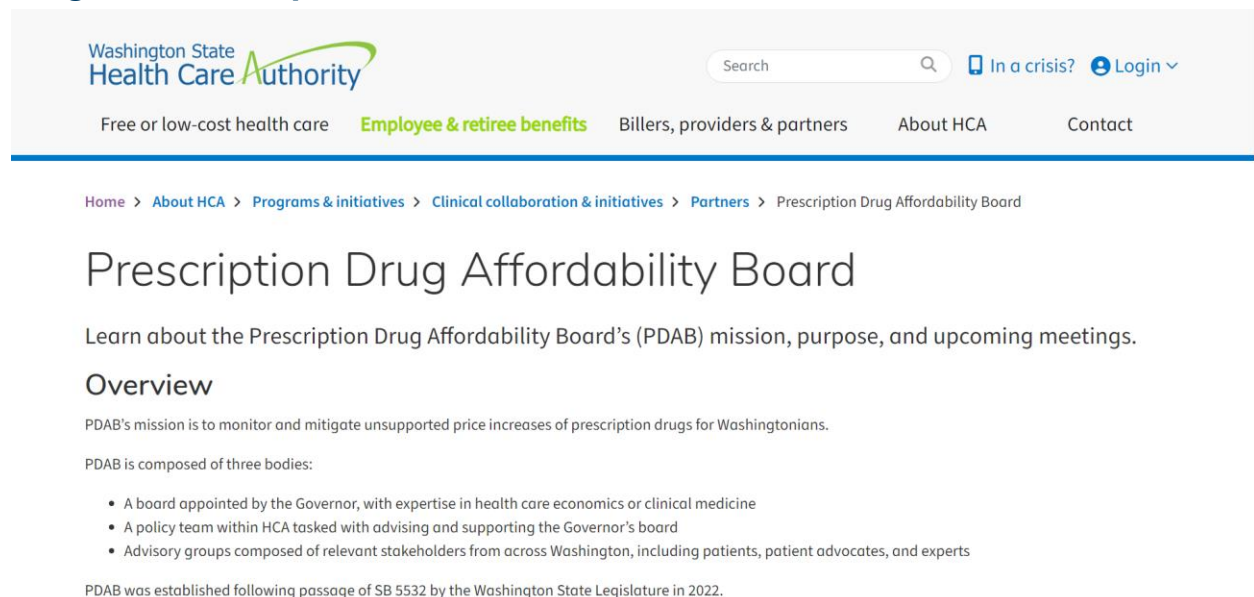 Washington State
Health Care Authority
Search
In a crisis?
Login
Free or low-cost health care
Employee & retiree benefits
Billers, providers & partners
About HCA
Contact
Home > About HCA > Programs & initiatives > Clinical collaboration & initiatives > Partners > Prescription Drug Affordability Board
Prescription Drug Affordability Board
Learn about the Prescription Drug Affordability Board's (PDAB) mission, purpose, and upcoming meetings.
Overview
PDAB's mission is to monitor and mitigate unsupported price increases of prescription drugs for Washingtonians.
PDAB is composed of three bodies:
• A board appointed by the Governor, with expertise in health care economics or clinical medicine
• A policy team within HCA tasked with advising and supporting the Governor's board
• Advisory groups composed of relevant stakeholders from across Washington, including patients, patient advocates, and experts
PDAB was established following passage of SB 5532 by the Washington State Legislature in 2022.